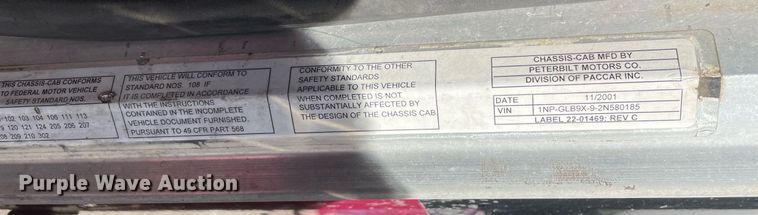 THIS CHASSIS-CAB CONFORMS
TO FEDERAL MOTOR VEHICLE
SAFETY STANDARD NOS.
102 103 104 106 111 113
120 121 124 205 206 207
209 210 302
THIS VEHICLE WILL CONFORM TO
STANDARD NOS. 108 IF
IT IS COMPLETED IN ACCORDANCE
WITH THE INSTRUCTIONS
CONTAINED IN THE INCOMPLETE
VEHICLE DOCUMENT FURNISHED.
PURSUANT TO 49 CFR PART 568
CONFORMITY TO THE OTHER
SAFETY STANDARDS
APPLICABLE TO THIS VEHICLE
WHEN COMPLETED IS NOT.
SUBSTANTIALLY AFFECTED BY
THE DESIGN OF THE CHASSIS CAB.
CHASSIS-CAB MFD BY
PETERBILT MOTORS CO.
DIVISION OF PACCAR INC.
DATE 11/2001
VIN 1NP-GLB9X-9-2N580185
LABEL 22-01469; REV C
Purple Wave Auction